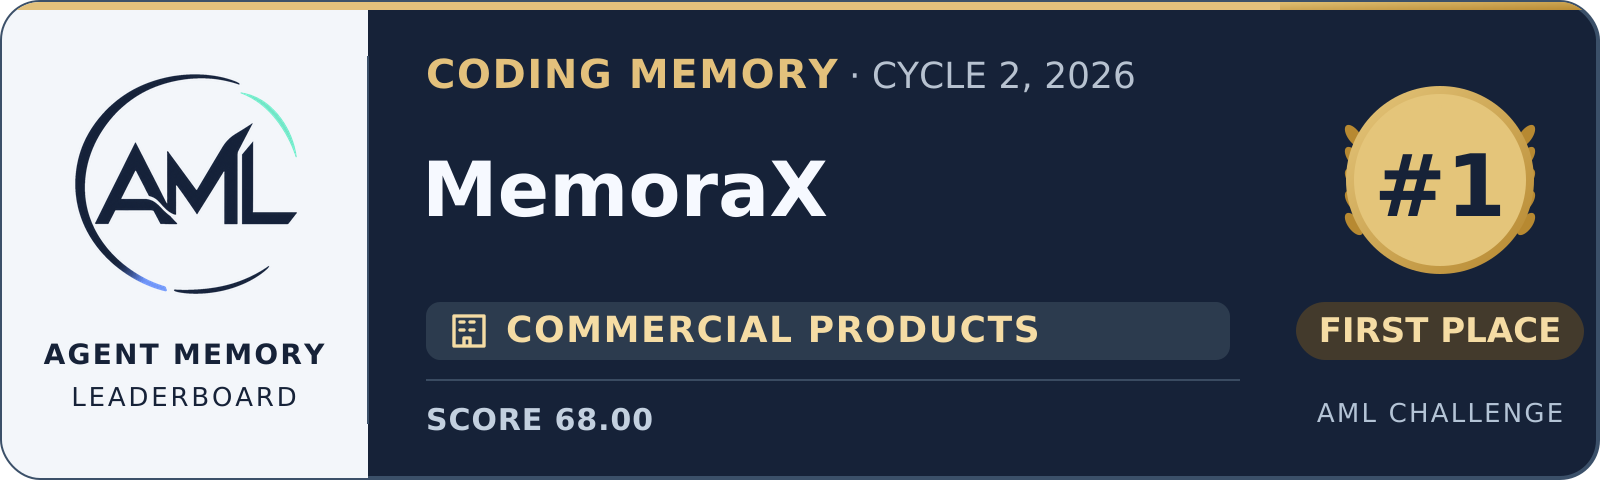 AML
AGENT MEMORY
LEADERBOARD
CODING MEMORY · CYCLE 2, 2026
MemoraX
COMMERCIAL PRODUCTS
SCORE 68.00
#1
FIRST PLACE
AML CHALLENGE